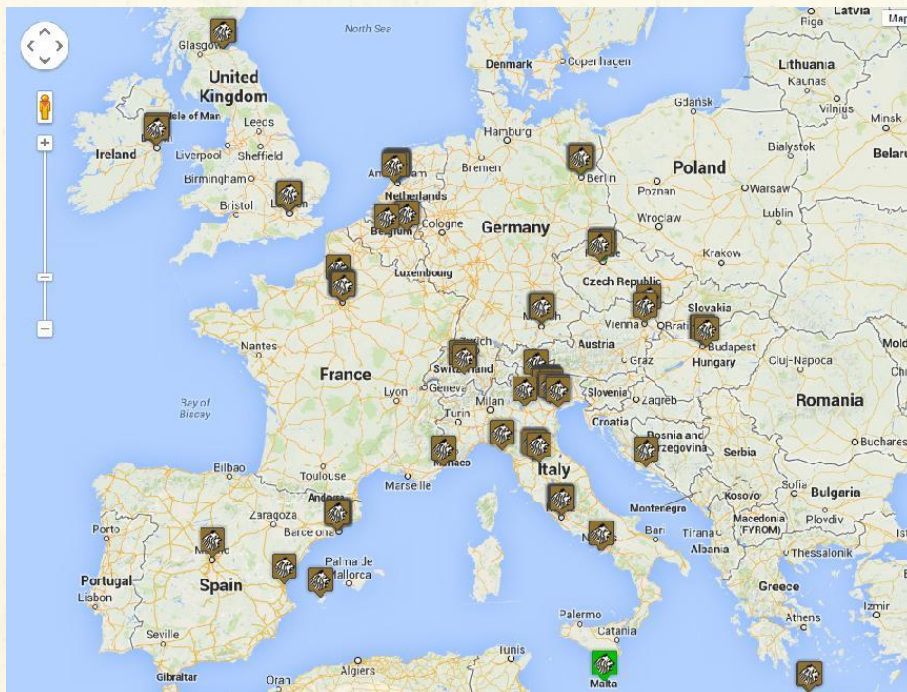 Latvia
Map
Riga
North Sea
Glasgow
Denmark
Copenhagen
Lithuania
Kaunas
Vilnius
United
Kingdom
Isle of Man
Leeds
Gdańsk
Minsk
Hamburg
Ireland
Liverpool
Sheffield
Bremen
Białystok
Belaru
Birmingham
Netherlands
Berlin
Poznan
Poland
Warsaw
Bristol
Cologne
Germany
Wroclaw
Lublin
Belgium
Luxembourg
Krakow
Czech Republic
Slovakia
Nantes
Vienna
Budapest
Austria
Hungary
Cluj-Napoca
Mold
France
Switzerland
Geneva
Graz
Lyon
Milan
Slovenia
Zagreb
Romania
Bay of
Biscay
Turin
Croatia
Bosnia and
Herzegovina
Serbia
Bucharest
Bilbao
Toulouse
Marseille
Monaco
Italy
Kosovo
Sofia
Bulgaria
Andorra
Montenegro
Plovdiv
Porto
Zaragoza
Barcelona
Bari
Tirana
Macedonia
(FYROM)
Albania
Thessaloniki
Portugal
Lisbon
Spain
Palma de
Mallorca
Greece
Palermo
Athens
Izmir
Seville
Catania
Gibraltar
Algiers
Tunis
Oran
Malta